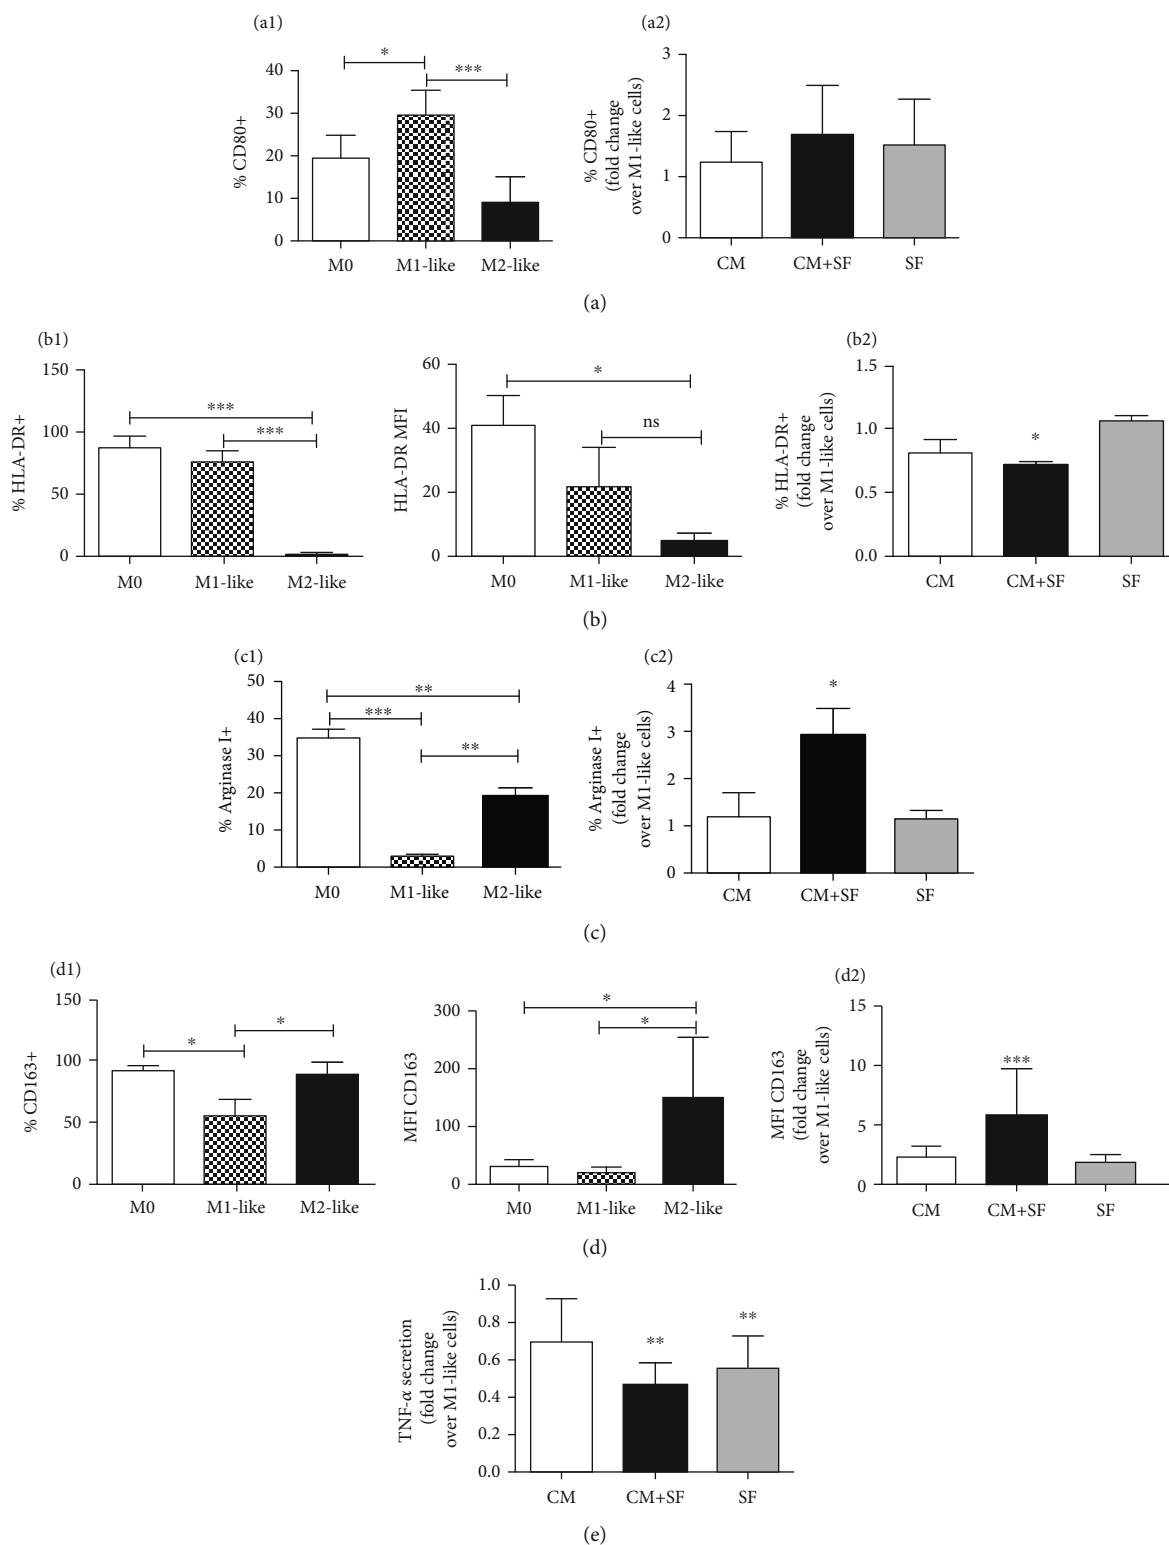 (a1)
% CD80+
40
30
20
10
0
*
***
M0 M1-like M2-like
(a2)
% CD80+
(fold change
over M1-like cells)
3
2
1
0
CM CM+SF SF
(a)
(b1)
% HLA-DR+
150
100
50
0
***
***
M0 M1-like M2-like
HLA-DR MFI
60
40
20
0
*
ns
M0 M1-like M2-like
(b2)
% HLA-DR+
(fold change
over M1-like cells)
1.5
1.0
0.5
0.0
*
CM CM+SF SF
(b)
(c1)
% Arginase I+
50
40
30
20
10
0
**
***
**
M0 M1-like M2-like
(c2)
% Arginase I+
(fold change
over M1-like cells)
4
3
2
1
0
*
CM CM+SF SF
(c)
(d1)
% CD163+
150
100
50
0
*
*
M0 M1-like M2-like
MFI CD163
300
200
100
0
*
*
M0 M1-like M2-like
(d2)
MFI CD163
(fold change
over M1-like cells)
15
10
5
0
***
CM CM+SF SF
(d)
TNF-α secretion
(fold change
over M1-like cells)
1.0
0.8
0.6
0.4
0.2
0.0
**
**
CM CM+SF SF
(e)